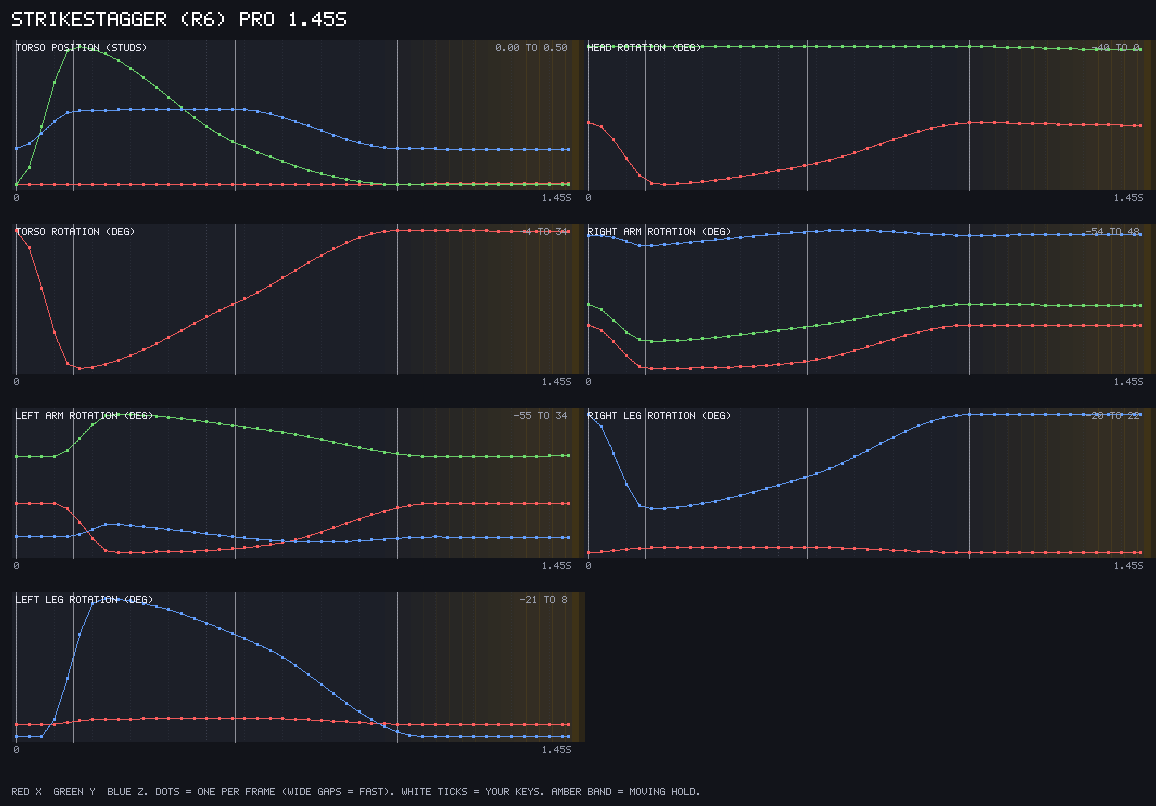 STRIKESTAGGER (R6) PRO 1.45S
TORSO POSITION (STUDS) 0.00 TO 0.50
HEAD ROTATION (DEG) -40 TO 0
0 1.45S
0 1.45S
TORSO ROTATION (DEG) -4 TO 34
RIGHT ARM ROTATION (DEG) -54 TO 48
0 1.45S
0 1.45S
LEFT ARM ROTATION (DEG) -55 TO 34
RIGHT LEG ROTATION (DEG) -20 TO 22
0 1.45S
0 1.45S
LEFT LEG ROTATION (DEG) -21 TO 8
0 1.45S
RED X GREEN Y BLUE Z. DOTS = ONE PER FRAME (WIDE GAPS = FAST). WHITE TICKS = YOUR KEYS. AMBER BAND = MOVING HOLD.